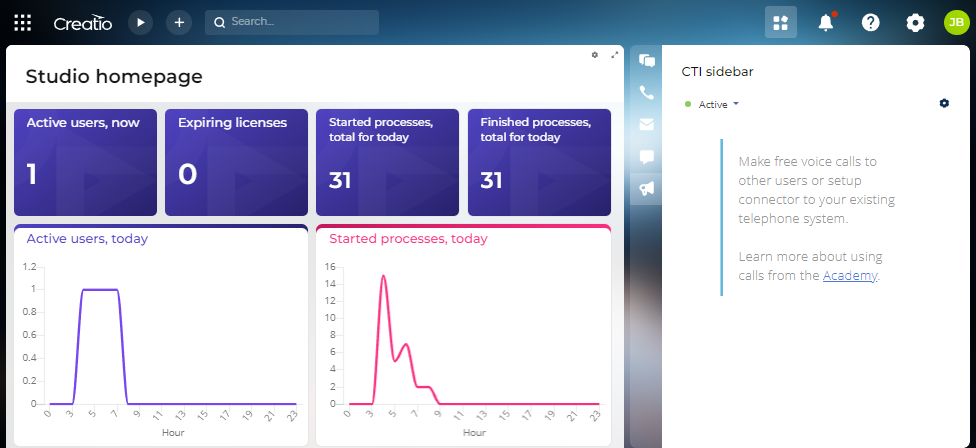 Creatio
Search...
JB
Studio homepage
Active users, now
1
Expiring licenses
0
Started processes,
total for today
31
Finished processes,
total for today
31
Active users, today
1.2
1
0.8
0.6
0.4
0.2
0
0 3 5 7 9 11 13 15 17 19 21 23
Hour
Started processes, today
16
14
12
10
8
6
4
2
0
0 3 5 7 9 11 13 15 17 19 21 23
Hour
CTI sidebar
Active
Make free voice calls to
other users or setup
connector to your existing
telephone system.
Learn more about using
calls from the Academy.